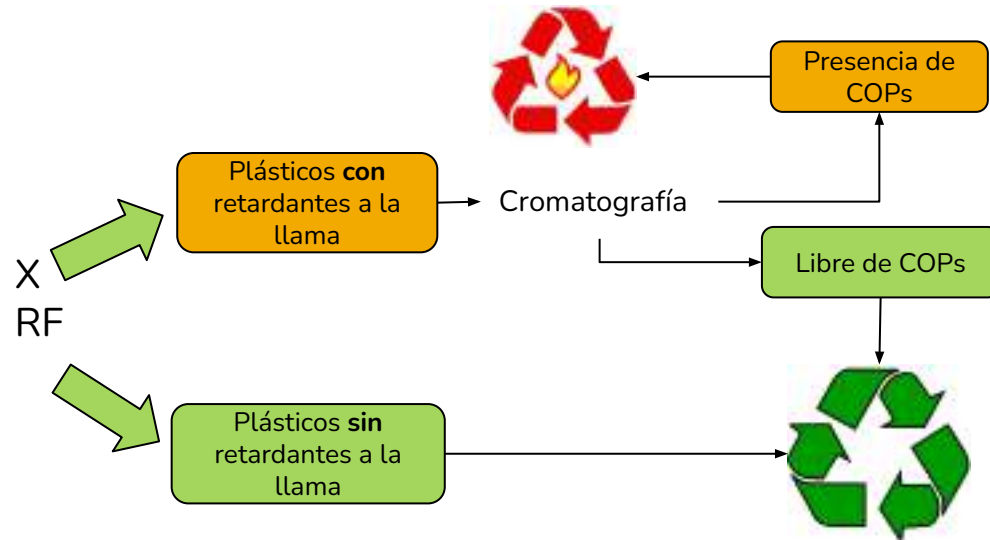 Presencia de
COPs
Plásticos con
retardantes a la
llama
Cromatografía
Libre de COPs
X
RF
Plásticos sin
retardantes a la
llama